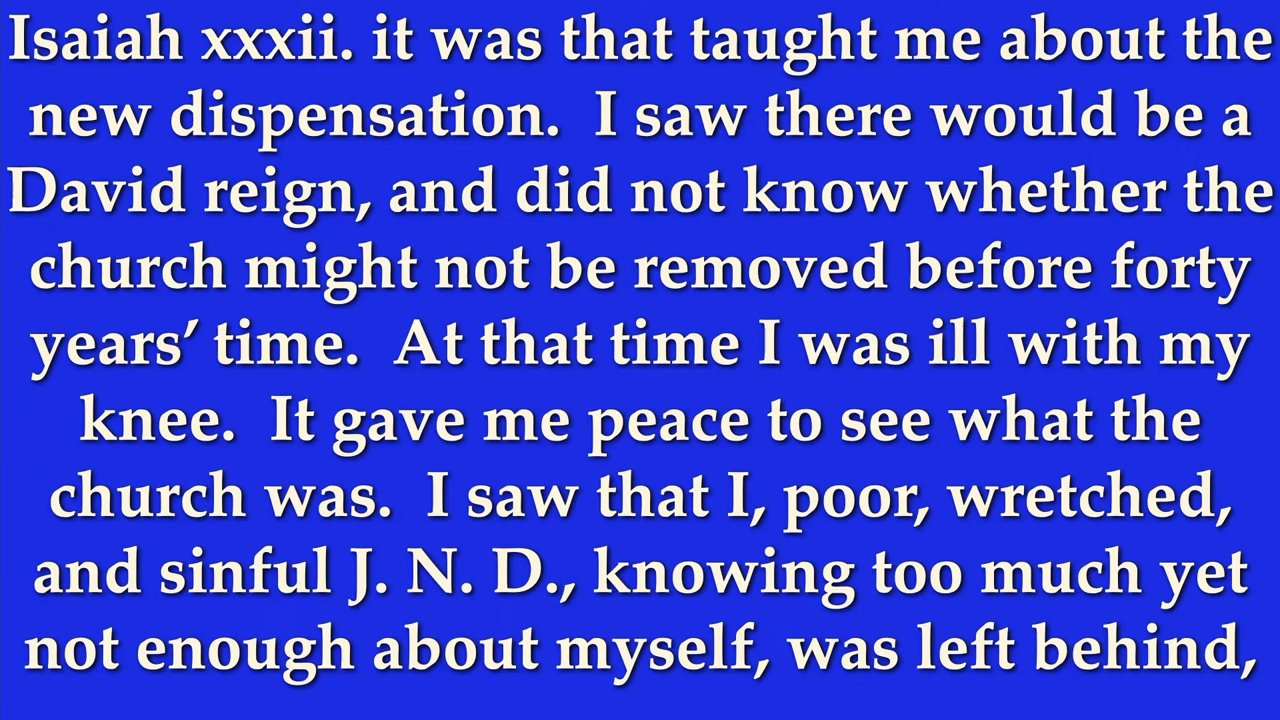 Isaiah xxxii. it was that taught me about the
new dispensation.  I saw there would be a
David reign, and did not know whether the
church might not be removed before forty
years’ time.  At that time I was ill with my
knee.  It gave me peace to see what the
church was.  I saw that I, poor, wretched,
and sinful J. N. D., knowing too much yet
not enough about myself, was left behind,